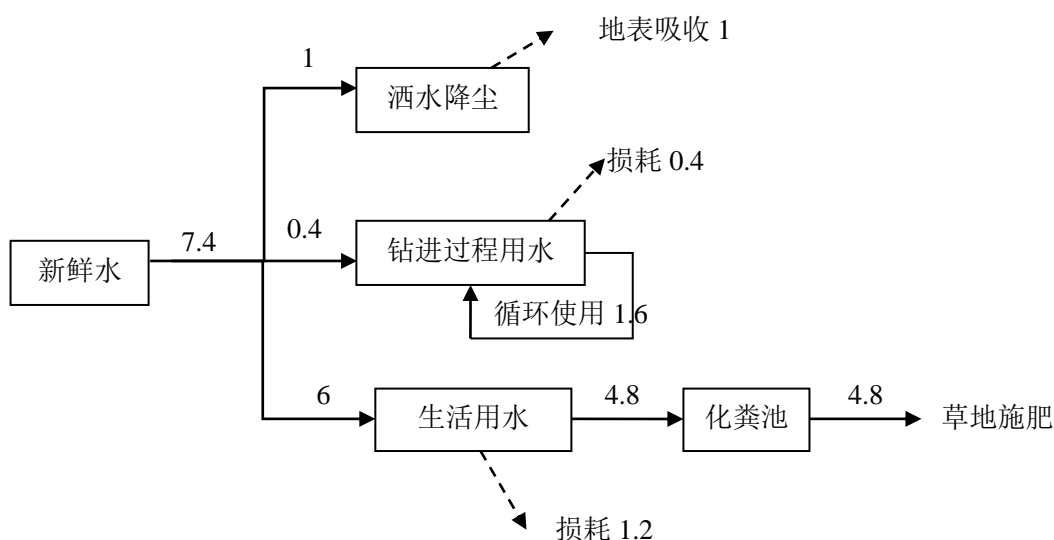 地表吸收 1
1
洒水降尘
损耗 0.4
7.4
0.4
新鲜水
钻进过程用水
循环使用 1.6
6
生活用水
4.8
化粪池
4.8
草地施肥
损耗 1.2